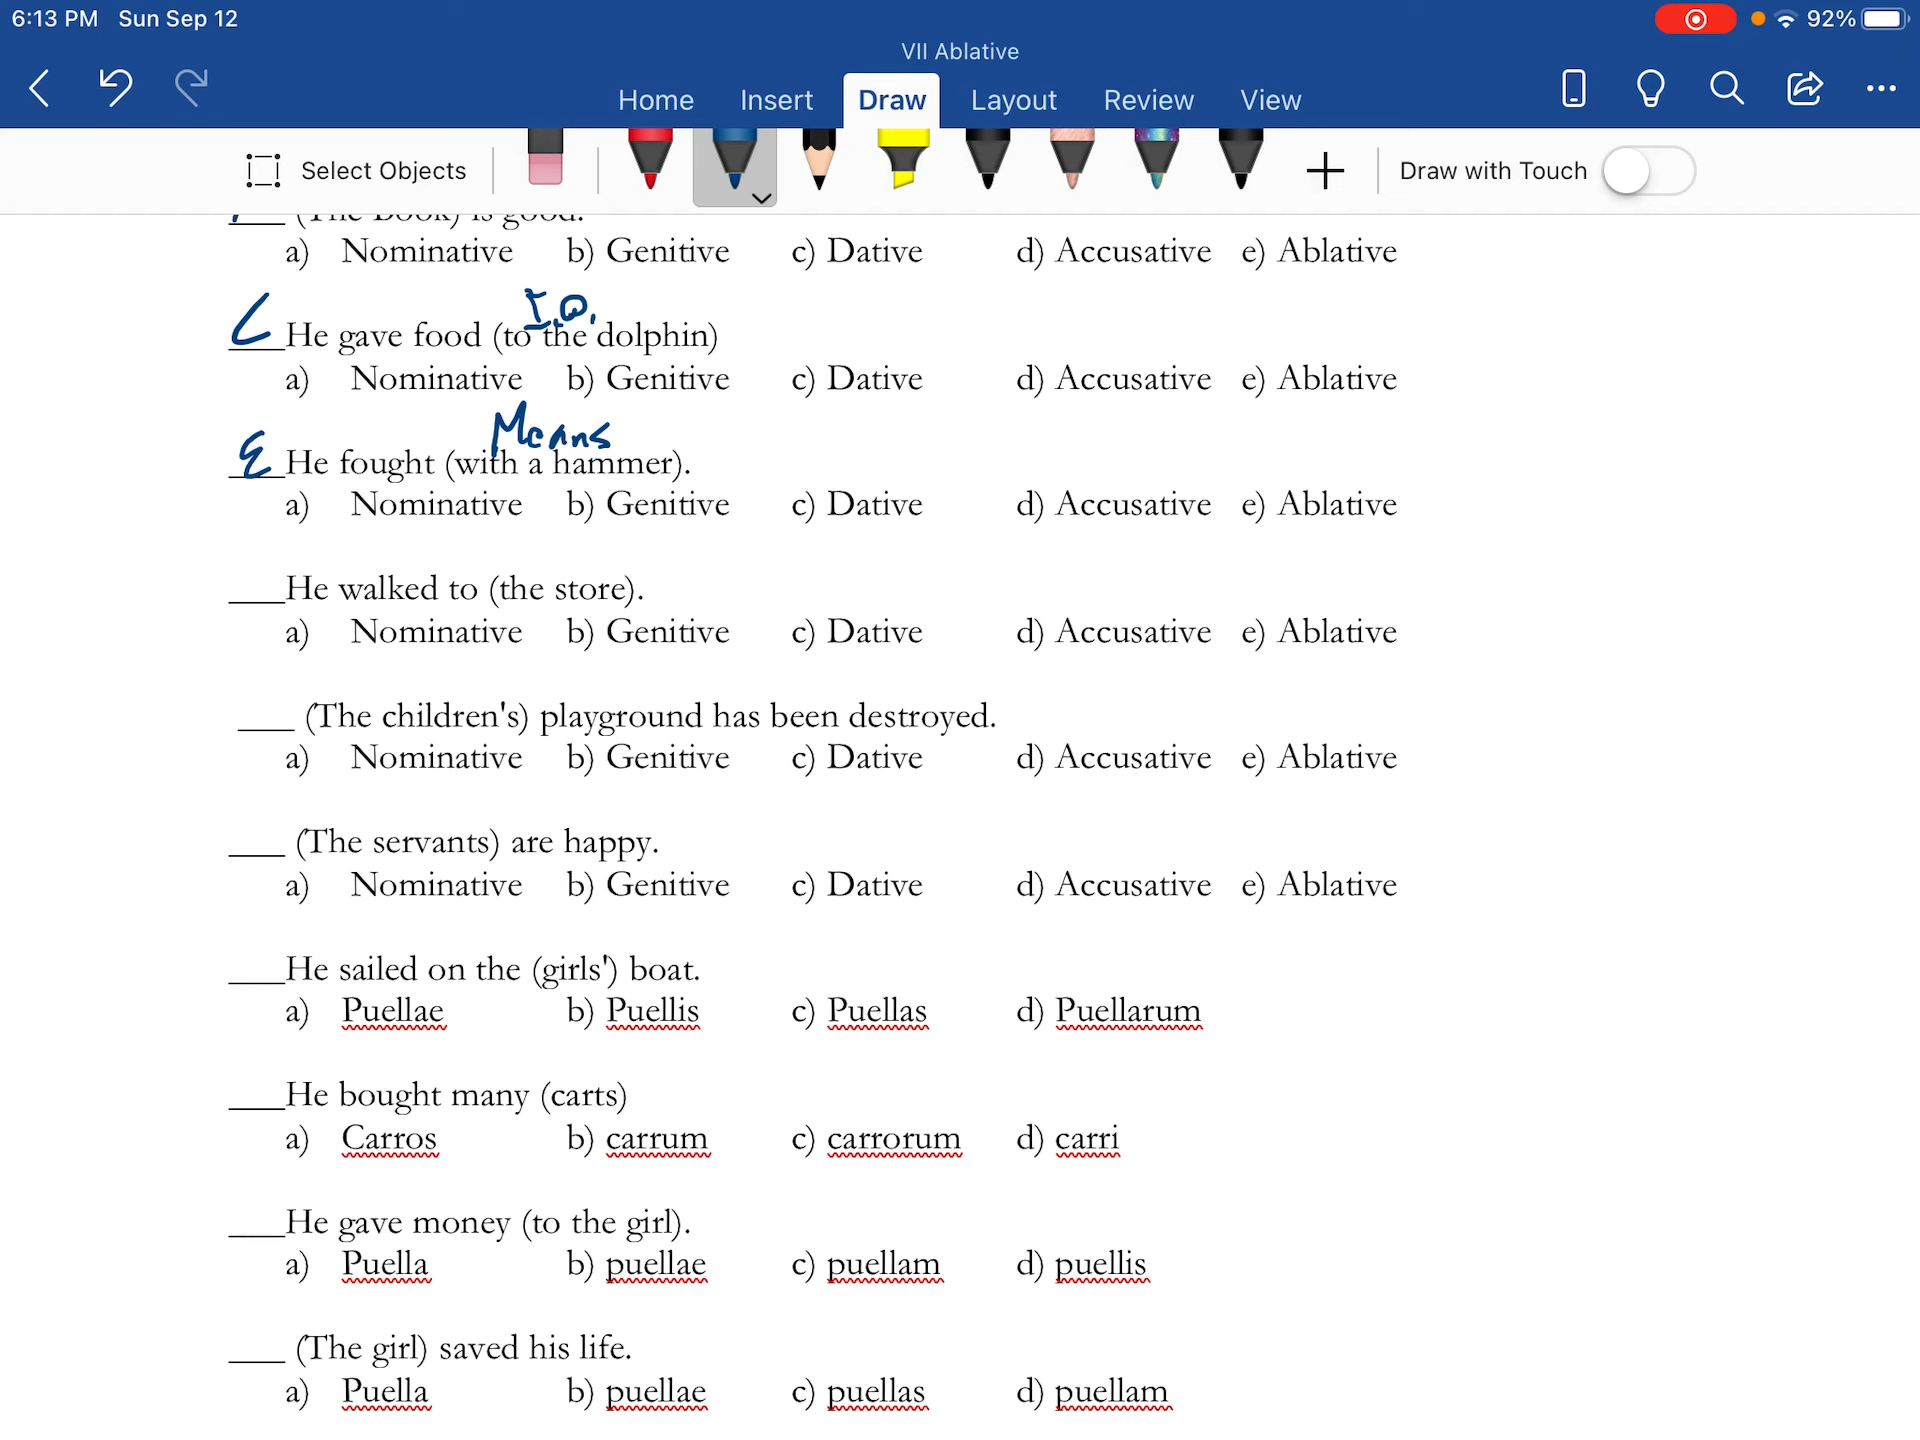 6:13 PM Sun Sep 12
92%
VII Ablative
Home Insert Draw Layout Review View
Select Objects
Draw with Touch
___ (The Book) is good.
a) Nominative b) Genitive c) Dative d) Accusative e) Ablative
I.O.
C He gave food (to the dolphin)
a) Nominative b) Genitive c) Dative d) Accusative e) Ablative
Means
E He fought (with a hammer).
a) Nominative b) Genitive c) Dative d) Accusative e) Ablative
___He walked to (the store).
a) Nominative b) Genitive c) Dative d) Accusative e) Ablative
___ (The children's) playground has been destroyed.
a) Nominative b) Genitive c) Dative d) Accusative e) Ablative
___ (The servants) are happy.
a) Nominative b) Genitive c) Dative d) Accusative e) Ablative
___He sailed on the (girls') boat.
a) Puellae b) Puellis c) Puellas d) Puellarum
___He bought many (carts)
a) Carros b) carrum c) carrorum d) carri
___He gave money (to the girl).
a) Puella b) puellae c) puellam d) puellis
___ (The girl) saved his life.
a) Puella b) puellae c) puellas d) puellam